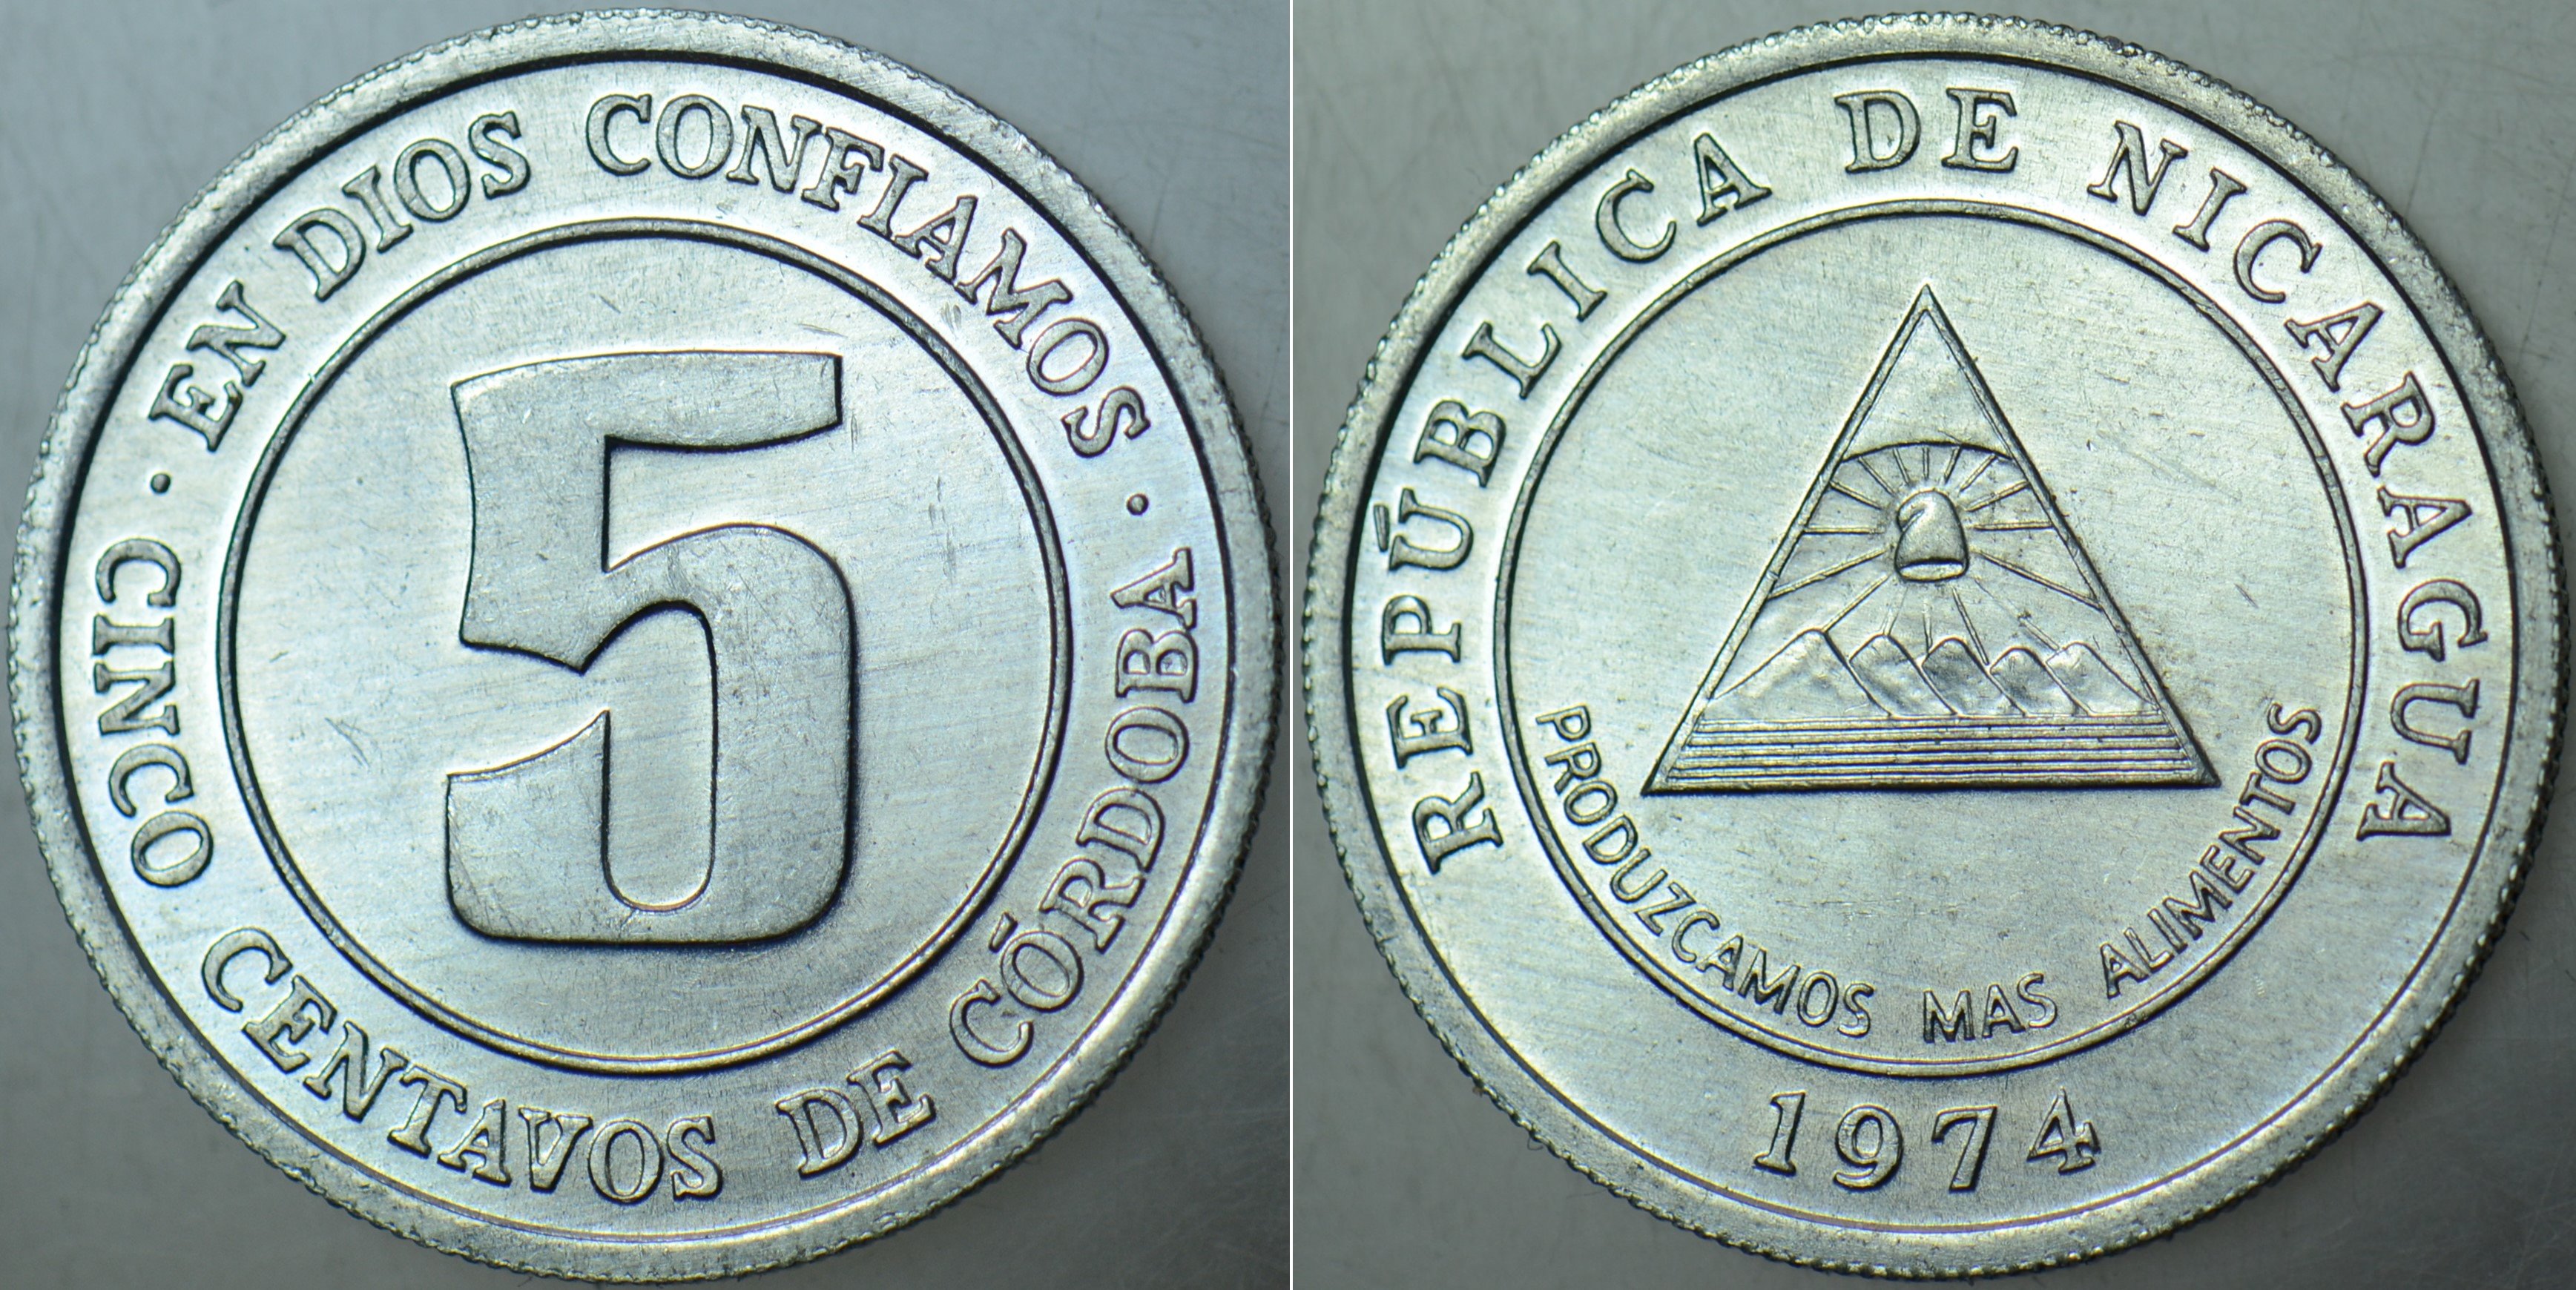 EN DIOS CONFIAMOS
5
CINCO CENTAVOS DE CÓRDOBA
REPÚBLICA DE NICARAGUA
PRODUZCAMOS MAS ALIMENTOS
1974